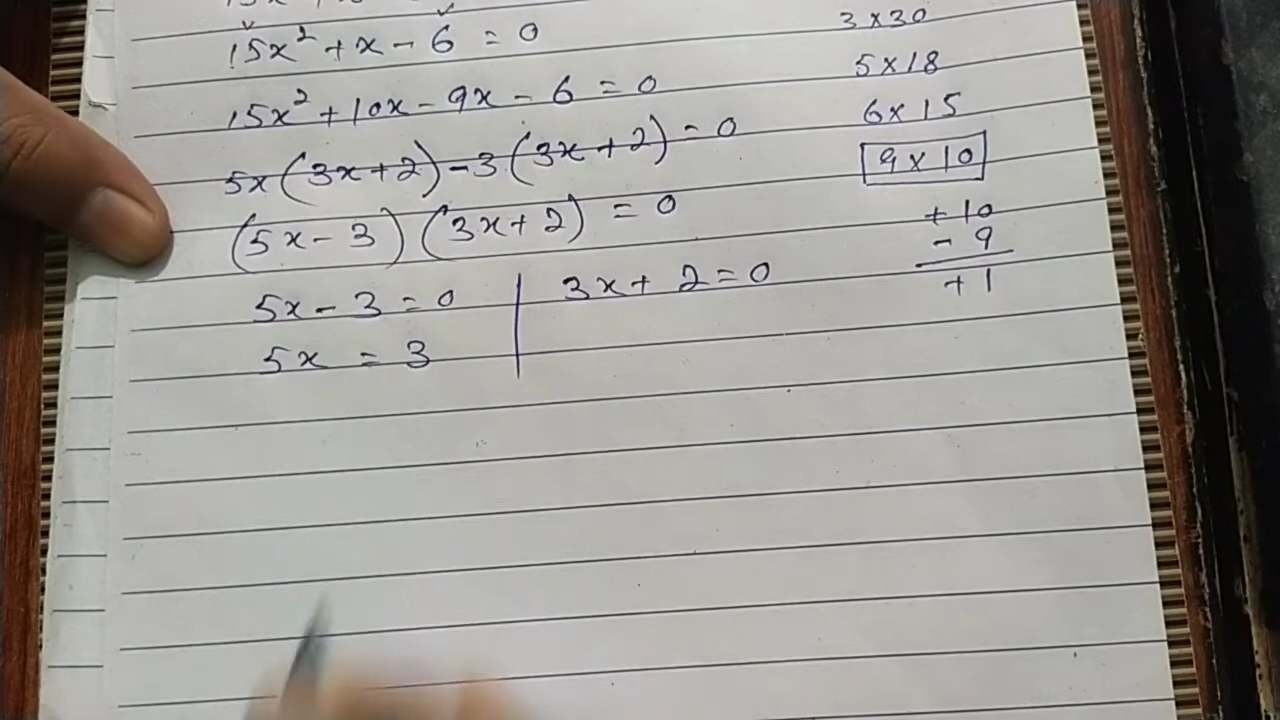 15x² + x - 6 = 0
15x² + 10x - 9x - 6 = 0
5x(3x+2) - 3(3x+2) = 0
(5x - 3)(3x + 2) = 0
5x - 3 = 0
5x = 3
3x + 2 = 0
3 x 30
5 x 18
6 x 15
9 x 10
+ 10
- 9
+ 1